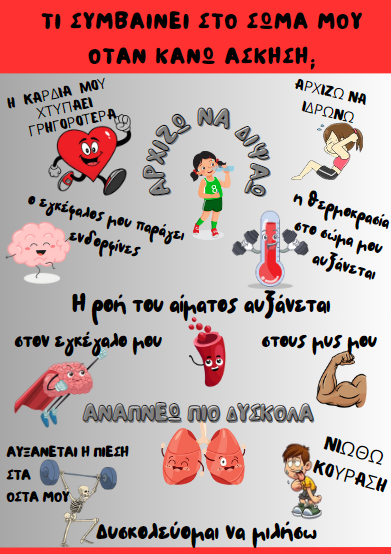 ΤΙ ΣΥΜΒΑΙΝΕΙ ΣΤΟ ΣΩΜΑ ΜΟΥ
ΟΤΑΝ ΚΑΝΩ ΑΣΚΗΣΗ;
Η ΚΑΡΔΙΑ ΜΟΥ
ΧΤΥΠΑΕΙ
ΓΡΗΓΟΡΟΤΕΡΑ
ΑΡΧΙΖΩ ΝΑ ΔΙΨΑΩ
ΑΡΧΙΖΩ ΝΑ
ΙΔΡΩΝΩ
ο εγκέφαλος μου παράγει
ενδορφίνες
η θερμοκρασία
στο σώμα μου
αυξάνεται
Η ροή του αίματος αυξάνεται
στον εγκέγαλο μου
στους μυς μου
ΑΝΑΠΝΕΩ ΠΙΟ ΔΥΣΚΟΛΑ
ΑΥΞΑΝΕΤΑΙ Η ΠΙΕΣΗ
ΣΤΑ
ΟΣΤΑ ΜΟΥ
ΝΙΩΘΩ
ΚΟΥΡΑΣΗ
Δυσκολεύομαι να μιλήσω